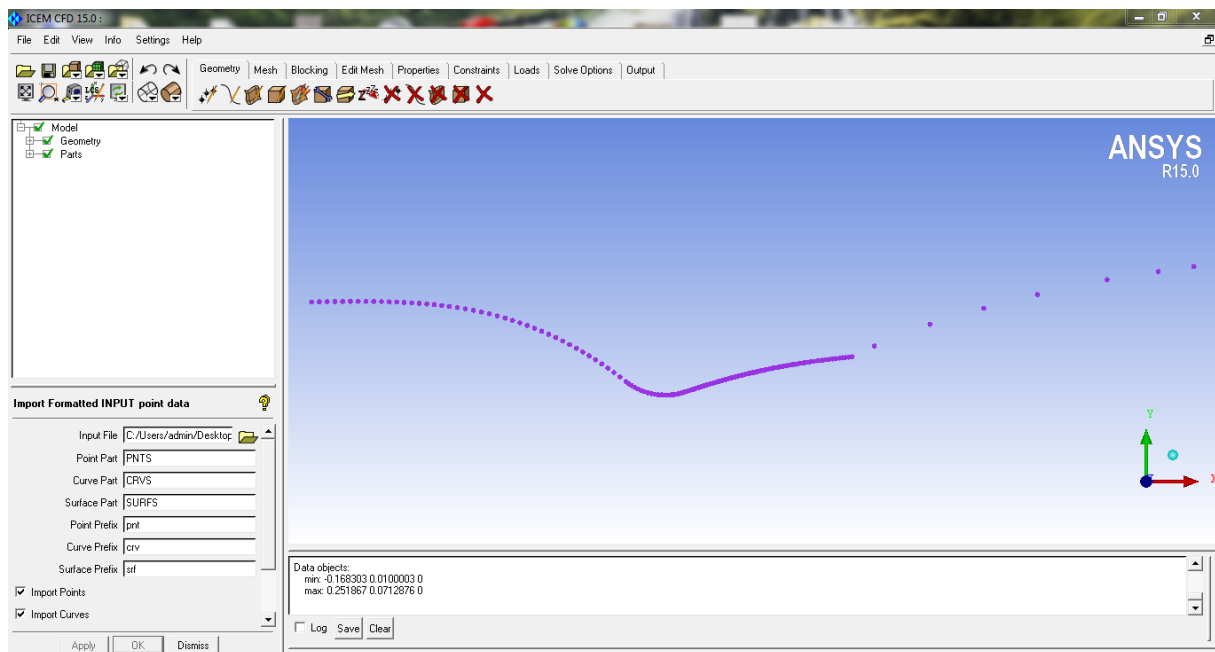 ICEM CFD 15.0 :
File Edit View Info Settings Help
Geometry Mesh Blocking Edit Mesh Properties Constraints Loads Solve Options Output
Model
Geometry
Parts
ANSYS
R15.0
Import Formatted INPUT point data
Input File C:/Users/admin/Desktop
Point Part PNTS
Curve Part CRVS
Surface Part SURFS
Point Prefix pnt
Curve Prefix crv
Surface Prefix srf
Import Points
Import Curves
Apply OK Dismiss
Y
X
Data objects:
min: -0.168303 0.0100003 0
max: 0.251867 0.0712876 0
Log Save Clear